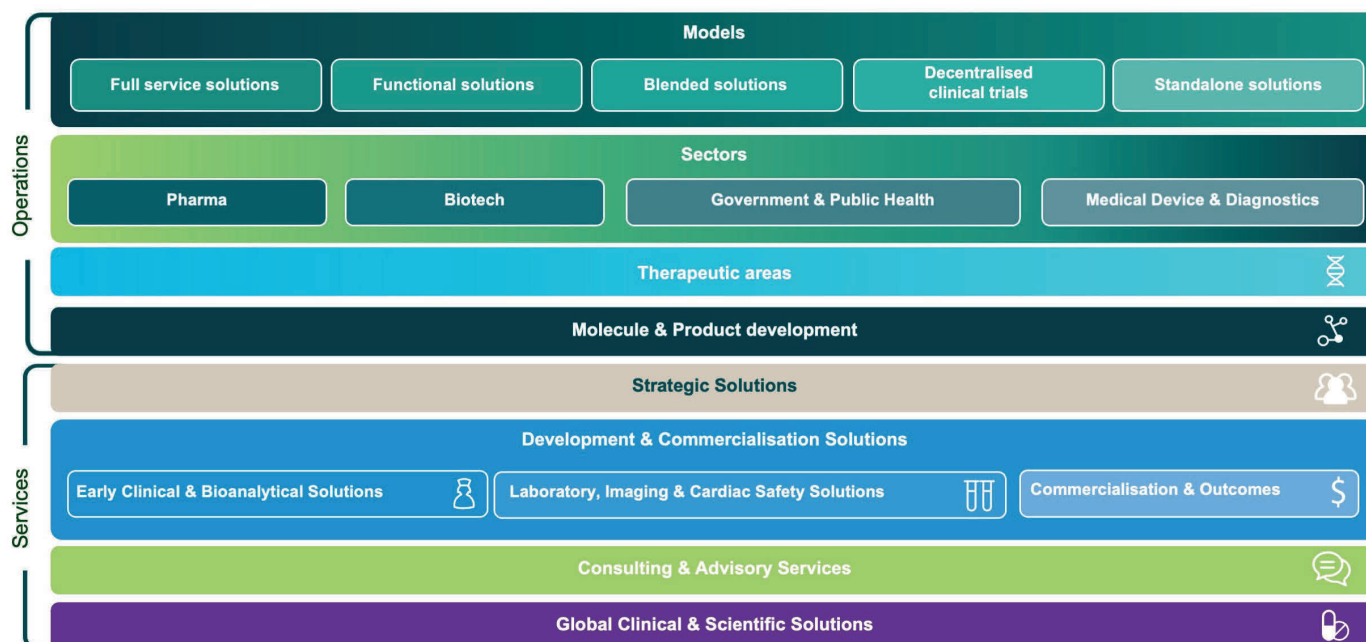 Operations
Models
Full service solutions
Functional solutions
Blended solutions
Decentralised
clinical trials
Standalone solutions
Sectors
Pharma
Biotech
Government & Public Health
Medical Device & Diagnostics
Therapeutic areas
Molecule & Product development
Services
Strategic Solutions
Development & Commercialisation Solutions
Early Clinical & Bioanalytical Solutions
Laboratory, Imaging & Cardiac Safety Solutions
Commercialisation & Outcomes
$
Consulting & Advisory Services
Global Clinical & Scientific Solutions